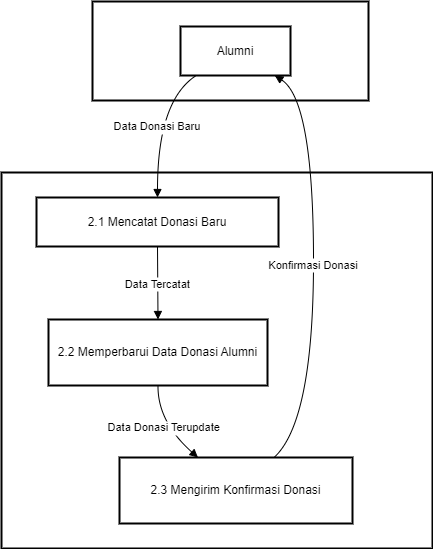 Alumni
Data Donasi Baru
2.1 Mencatat Donasi Baru
Konfirmasi Donasi
Data Tercatat
2.2 Memperbarui Data Donasi Alumni
Data Donasi Terupdate
2.3 Mengirim Konfirmasi Donasi